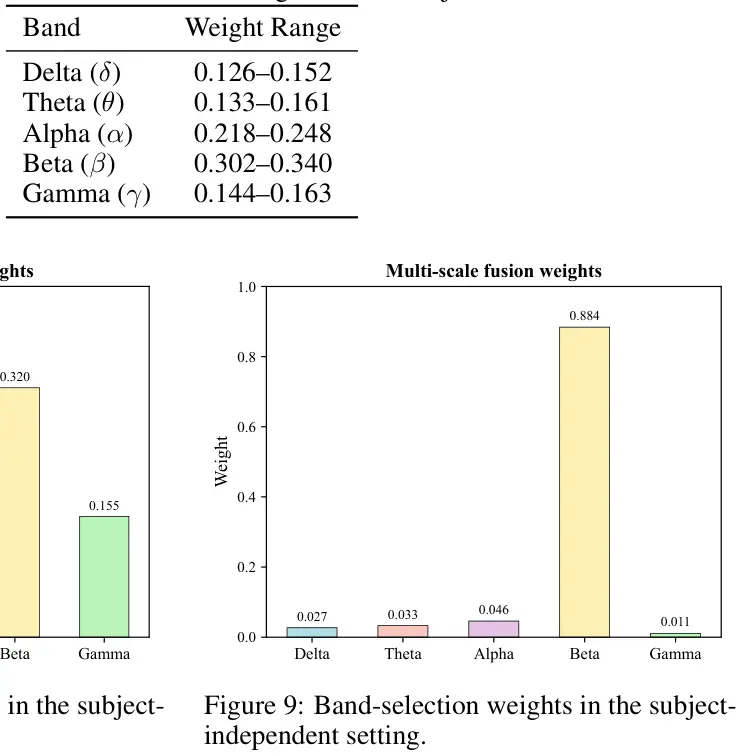 Band Weight Range
Delta (δ) 0.126–0.152
Theta (θ) 0.133–0.161
Alpha (α) 0.218–0.248
Beta (β) 0.302–0.340
Gamma (γ) 0.144–0.163
0.320
0.155
Beta Gamma
in the subject-
Multi-scale fusion weights
Weight
1.0
0.8
0.6
0.4
0.2
0.0
0.027 0.033 0.046 0.884 0.011
Delta Theta Alpha Beta Gamma
Figure 9: Band-selection weights in the subject-
independent setting.